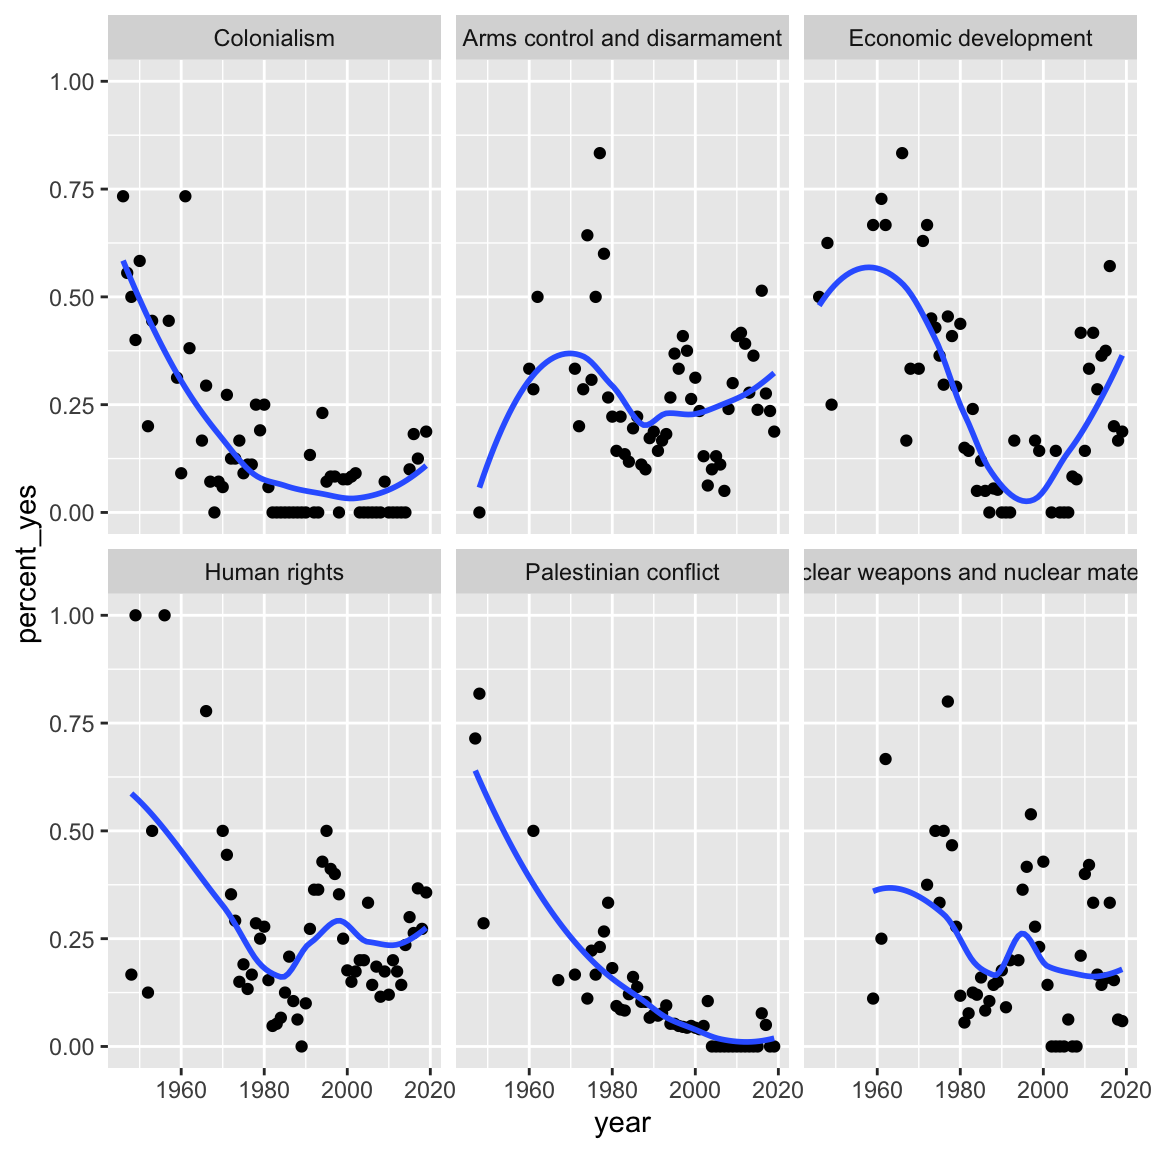 Colonialism
Arms control and disarmament
Economic development
1.00
0.75
0.50
0.25
0.00
percent_yes
Human rights
Palestinian conflict
clear weapons and nuclear mate
1.00
0.75
0.50
0.25
0.00
1960 1980 2000 2020
1960 1980 2000 2020
1960 1980 2000 2020
year